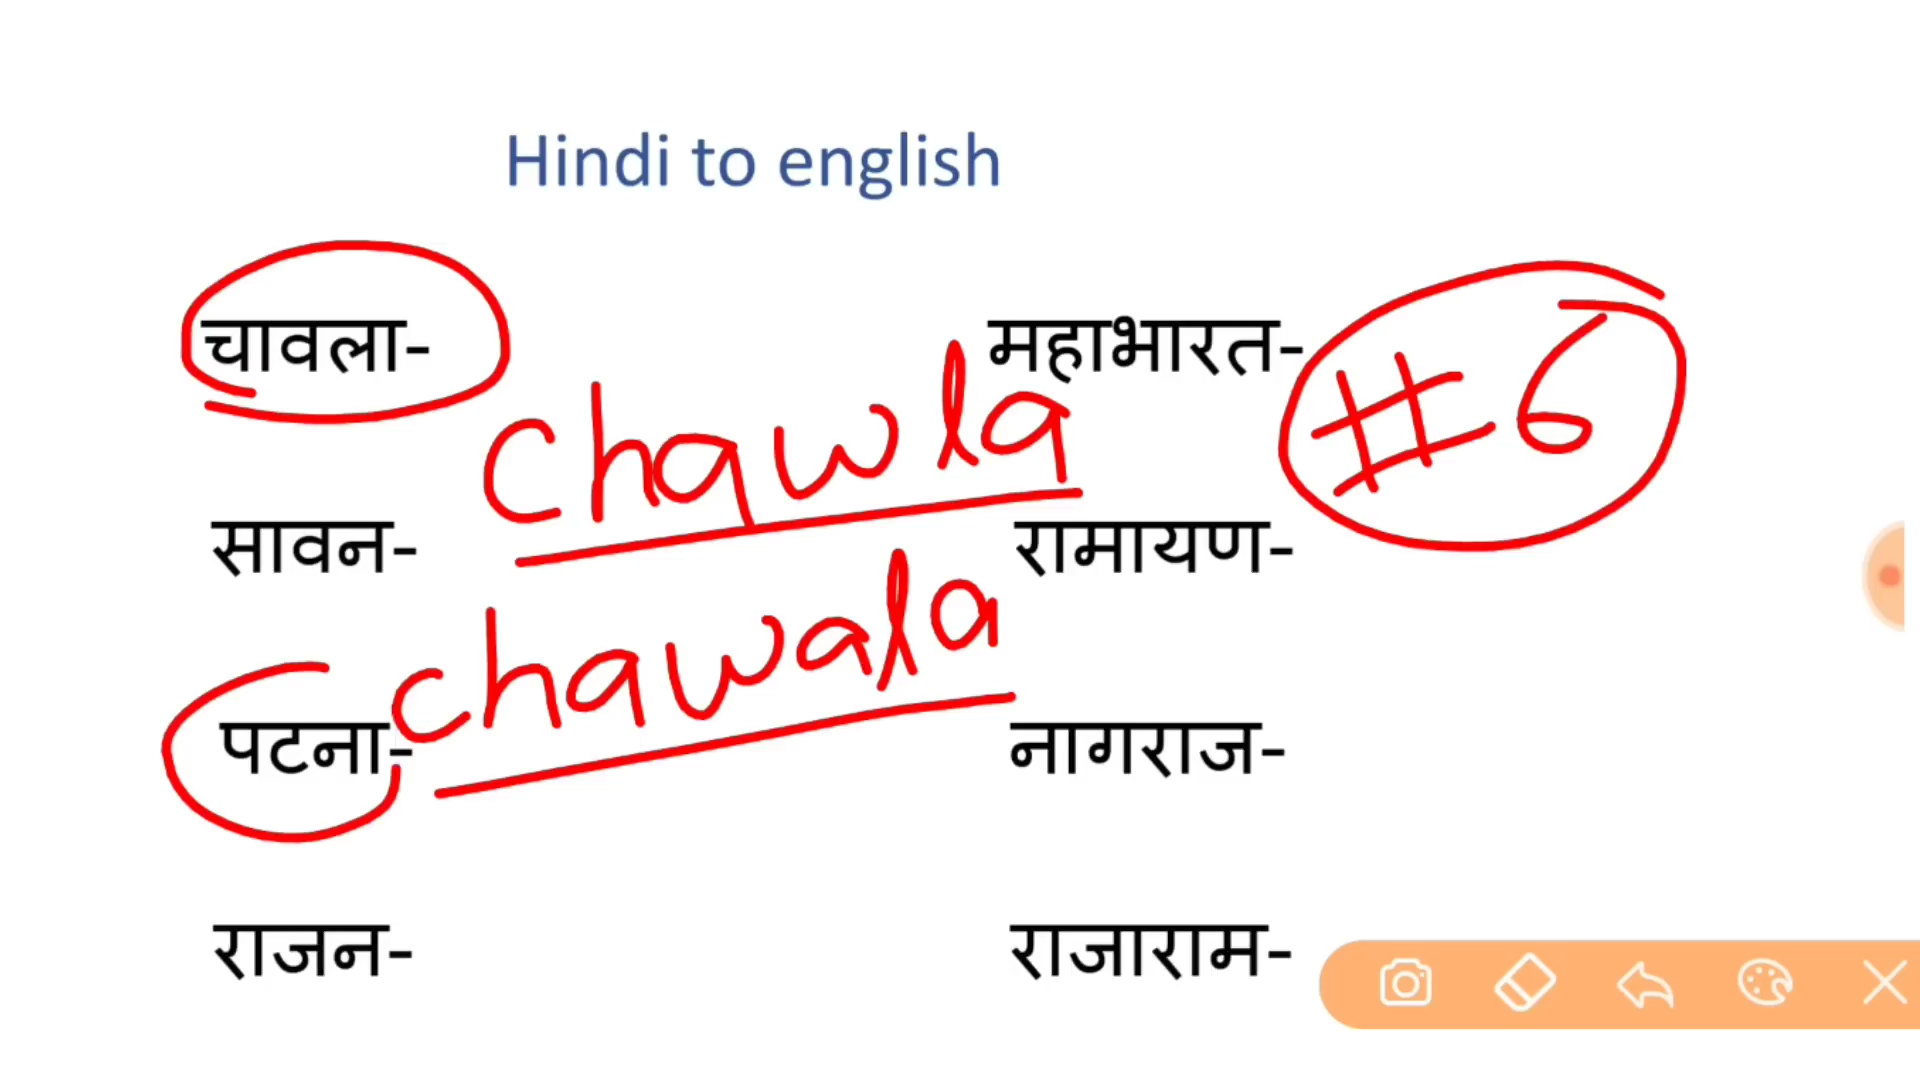 Hindi to english
चावला- महाभारत- #6
chawla
सावन- रामायण-
chawala
पटना- नागराज-
राजन- राजाराम-